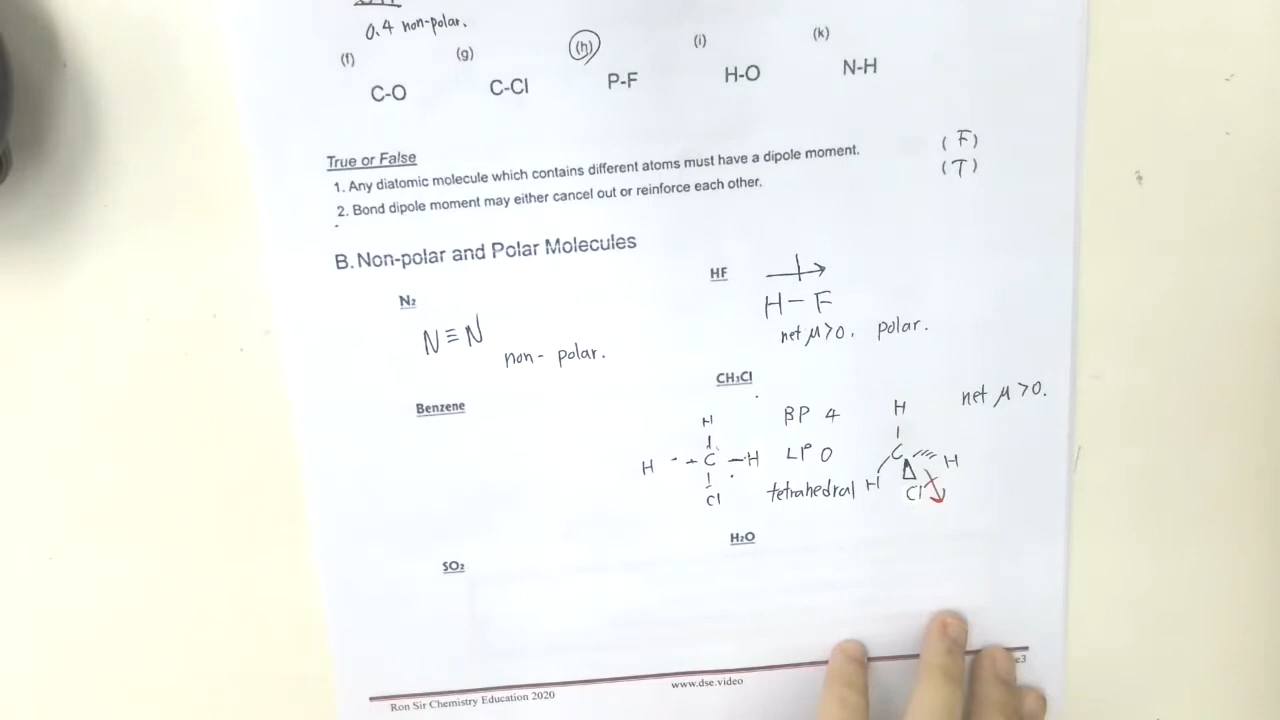 0.4 non-polar.
(f) (g) (h) (i) (k)
C-O C-Cl P-F H-O N-H
True or False
1. Any diatomic molecule which contains different atoms must have a dipole moment. (F)
2. Bond dipole moment may either cancel out or reinforce each other. (T)
B. Non-polar and Polar Molecules
N₂
N≡N
non-polar.
HF
H-F
net μ>0, polar.
Benzene
CH₃Cl
H
H - C - H
Cl
BP 4
LP 0
tetrahedral
H
C
H H
Cl
net μ>0.
SO₂
H₂O
Ron Sir Chemistry Education 2020
www.dse.video
e3